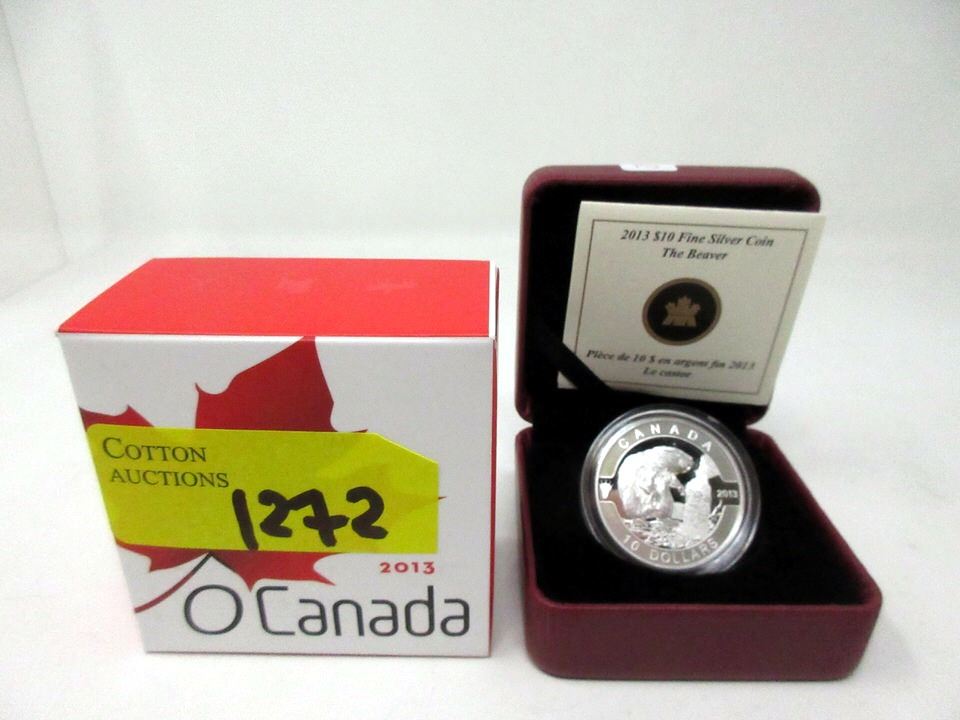 COTTON
AUCTIONS
1272
2013
O Canada
2013 $10 Fine Silver Coin
The Beaver
Pièce de 10 $ en argent fin 2013
Le castor
CANADA
2013
10 DOLLARS